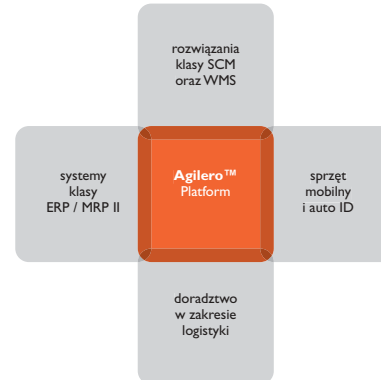 rozwiązania
klasy SCM
oraz WMS
systemy
klasy
ERP / MRP II
Agilero™
Platform
sprzęt
mobilny
i auto ID
doradztwo
w zakresie
logistyki